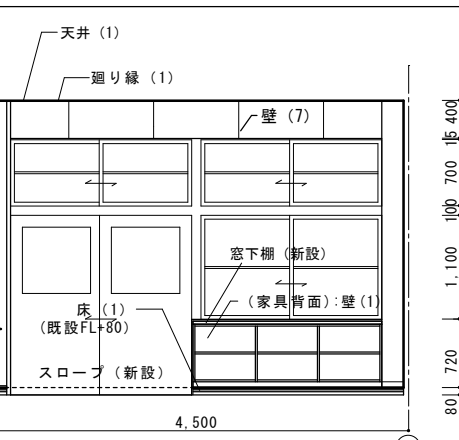 天井（1）
廻り縁（1）
壁（7）
400
15
700
100
窓下棚（新設）
1,100
床（1）
（既設FL+80）
（家具背面）:壁（1）
スロープ（新設）
720
80
4,500